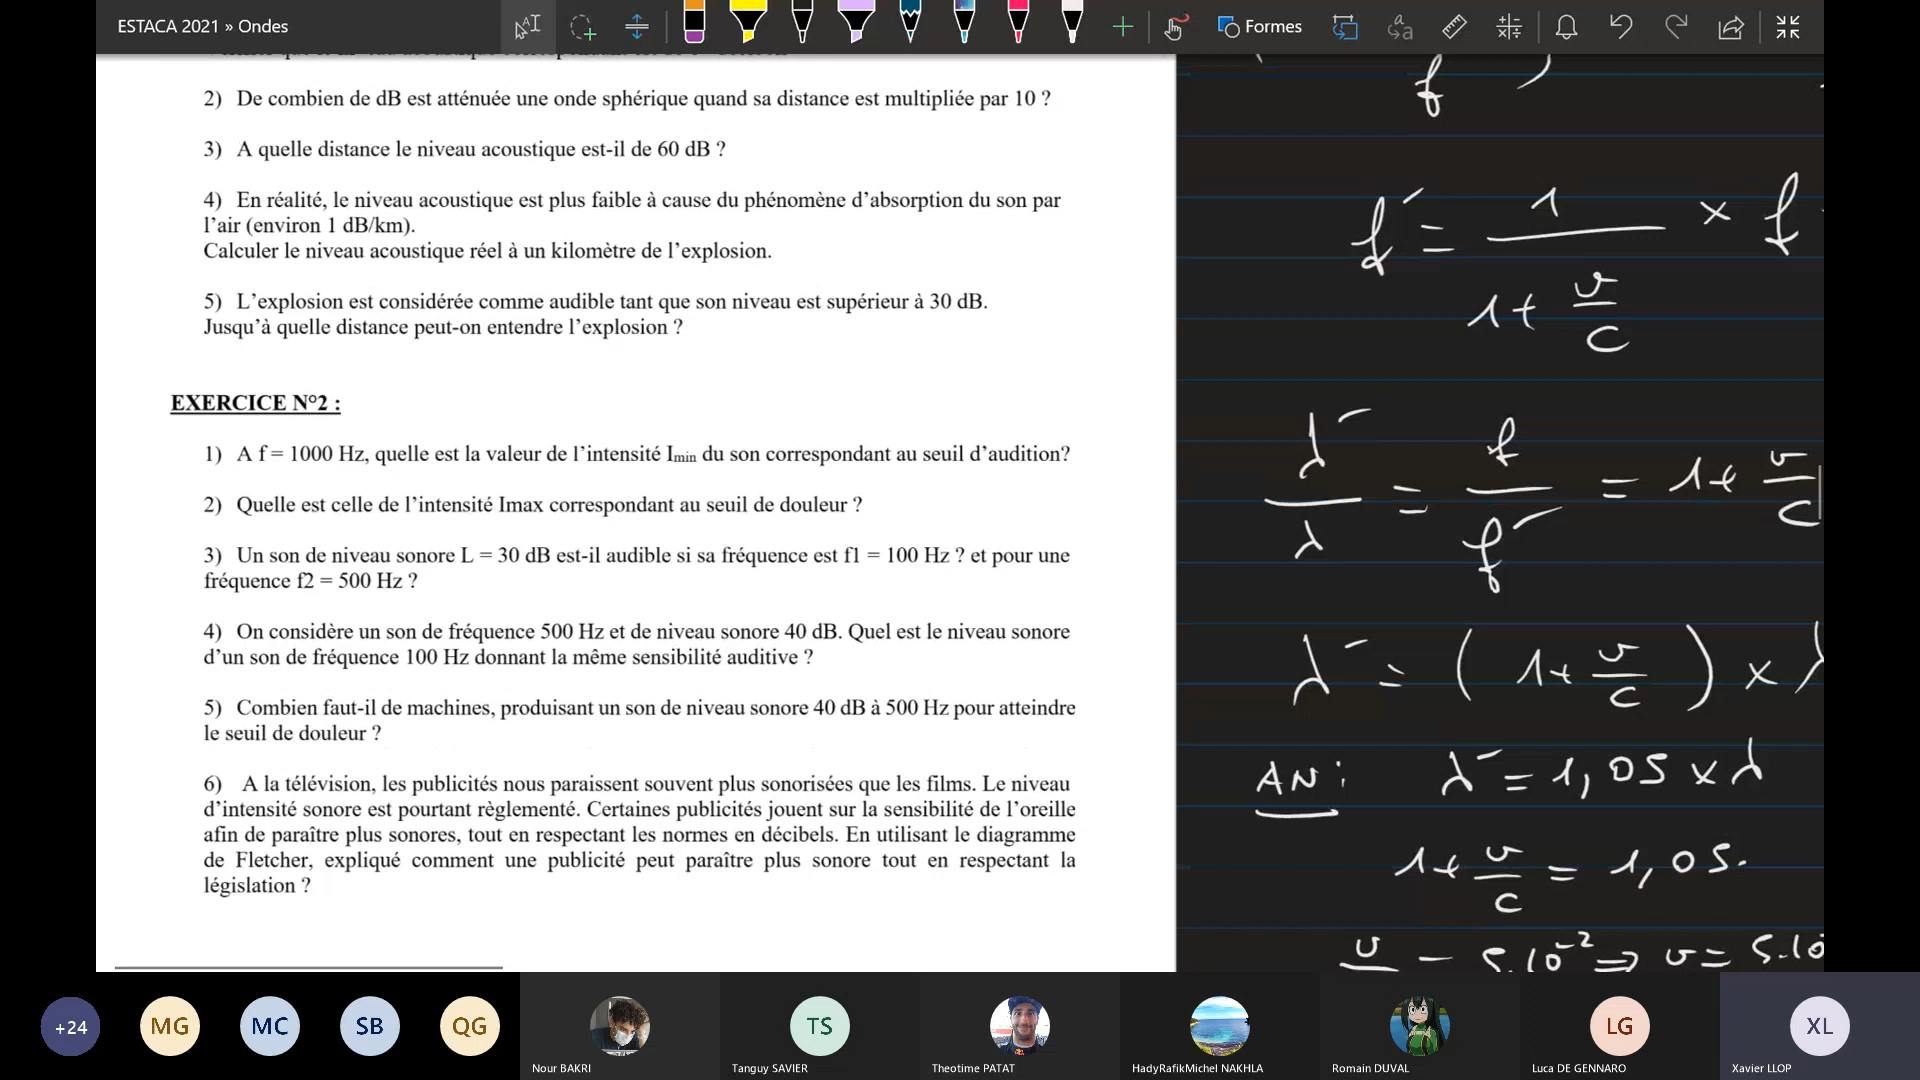 ESTACA 2021 » Ondes
Formes
2) De combien de dB est atténuée une onde sphérique quand sa distance est multipliée par 10 ?
3) A quelle distance le niveau acoustique est-il de 60 dB ?
4) En réalité, le niveau acoustique est plus faible à cause du phénomène d’absorption du son par
l’air (environ 1 dB/km).
Calculer le niveau acoustique réel à un kilomètre de l’explosion.
5) L’explosion est considérée comme audible tant que son niveau est supérieur à 30 dB.
Jusqu’à quelle distance peut-on entendre l’explosion ?
EXERCICE N°2 :
1) A f = 1000 Hz, quelle est la valeur de l’intensité Imin du son correspondant au seuil d’audition?
2) Quelle est celle de l’intensité Imax correspondant au seuil de douleur ?
3) Un son de niveau sonore L = 30 dB est-il audible si sa fréquence est f1 = 100 Hz ? et pour une
fréquence f2 = 500 Hz ?
4) On considère un son de fréquence 500 Hz et de niveau sonore 40 dB. Quel est le niveau sonore
d’un son de fréquence 100 Hz donnant la même sensibilité auditive ?
5) Combien faut-il de machines, produisant un son de niveau sonore 40 dB à 500 Hz pour atteindre
le seuil de douleur ?
6) A la télévision, les publicités nous paraissent souvent plus sonorisées que les films. Le niveau
d’intensité sonore est pourtant règlementé. Certaines publicités jouent sur la sensibilité de l’oreille
afin de paraître plus sonores, tout en respectant les normes en décibels. En utilisant le diagramme
de Fletcher, expliqué comment une publicité peut paraître plus sonore tout en respectant la
législation ?
f )
f' = 1 / (1 + v/c) × f
λ'/λ = f/f' = 1 + v/c
λ' = (1 + v/c) × λ
AN : λ' = 1,05 × λ
1 + v/c = 1,05.
v = 5.10⁻² ⇒ v = 5.10
+24
MG
MC
SB
QG
TS
LG
XL
Nour BAKRI
Tanguy SAVIER
Theotime PATAT
HadyRafikMichel NAKHLA
Romain DUVAL
Luca DE GENNARO
Xavier LLOP